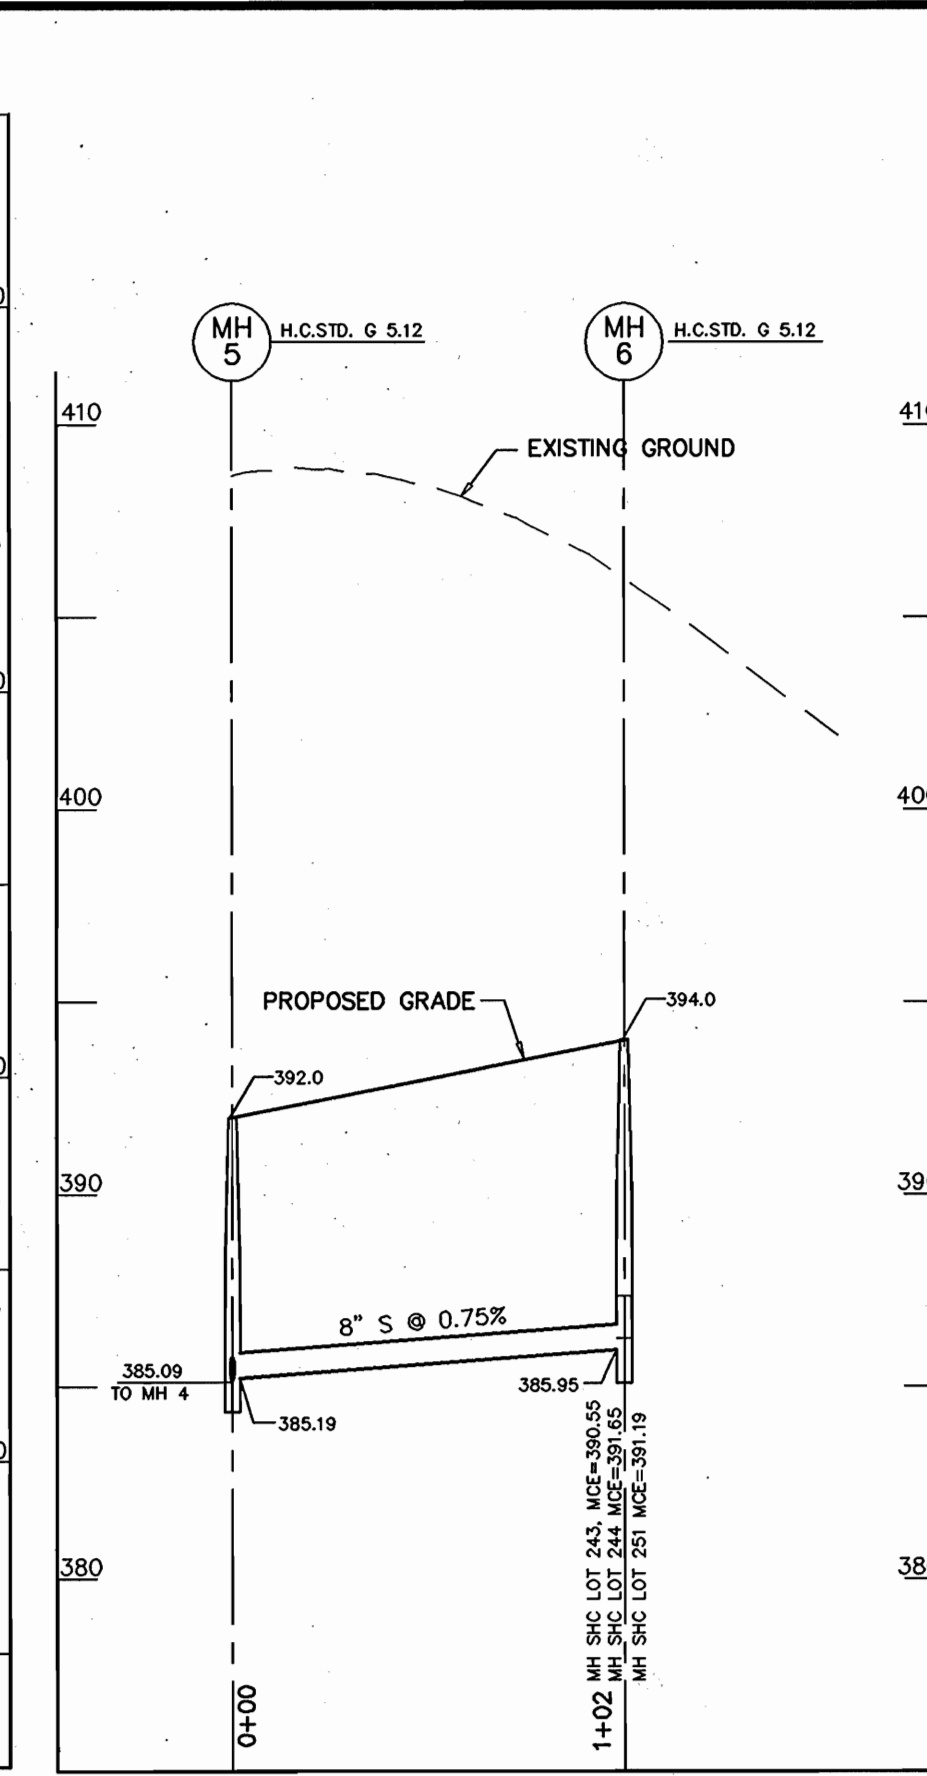 MH
5
H.C.STD. G 5.12
MH
6
H.C.STD. G 5.12
410
EXISTING GROUND
400
PROPOSED GRADE
394.0
392.0
390
8" S @ 0.75%
385.09
TO MH 4
385.95
385.19
380
0+00
1+02
MH SHC LOT 243, MCE=390.55
MH SHC LOT 244 MCE=391.65
MH SHC LOT 251 MCE=391.19